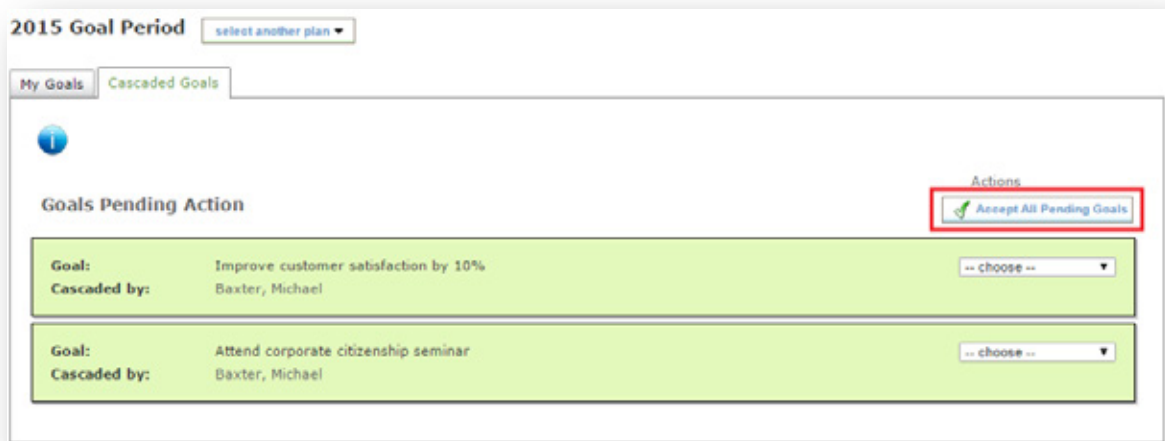 2015 Goal Period select another plan
My Goals Cascaded Goals
i
Actions
Goals Pending Action Accept All Pending Goals
Goal: Improve customer satisfaction by 10% -- choose --
Cascaded by: Baxter, Michael
Goal: Attend corporate citizenship seminar -- choose --
Cascaded by: Baxter, Michael